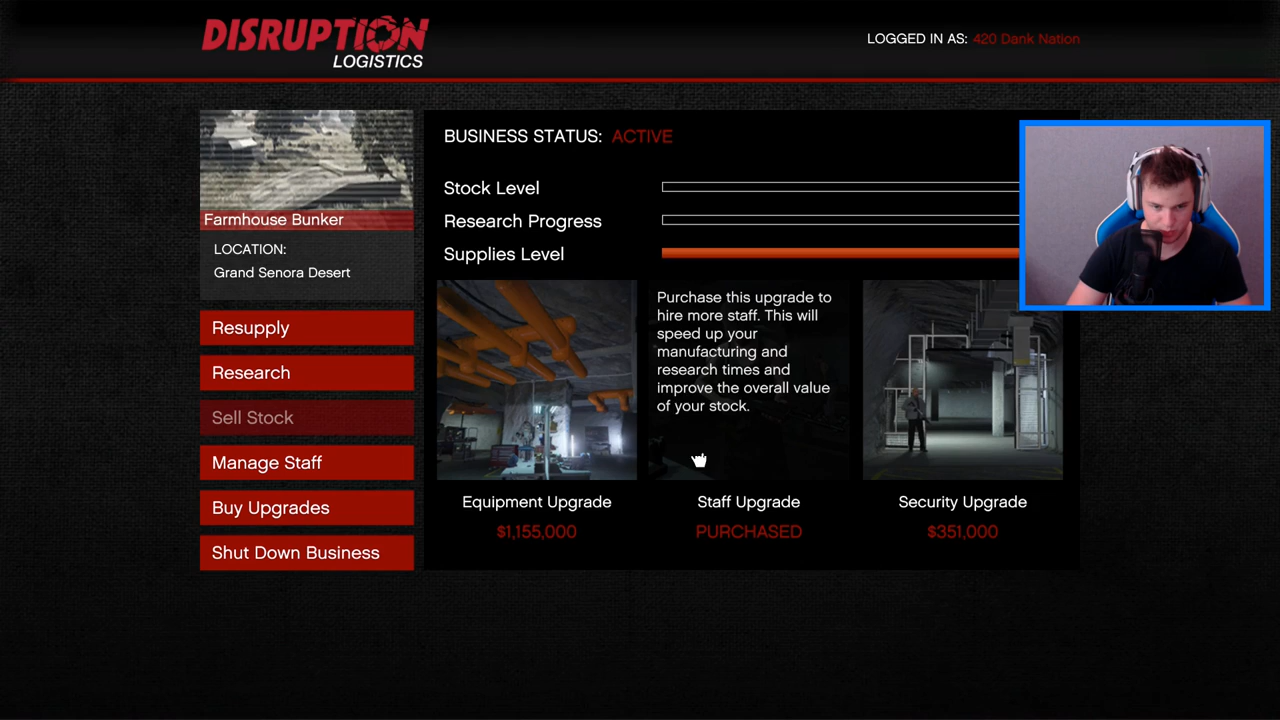 DISRUPTION
LOGISTICS
LOGGED IN AS: 420 Dank Nation
Farmhouse Bunker
LOCATION:
Grand Senora Desert
Resupply
Research
Sell Stock
Manage Staff
Buy Upgrades
Shut Down Business
BUSINESS STATUS: ACTIVE
Stock Level
Research Progress
Supplies Level
Purchase this upgrade to
hire more staff. This will
speed up your
manufacturing and
research times and
improve the overall value
of your stock.
Equipment Upgrade
$1,155,000
Staff Upgrade
PURCHASED
Security Upgrade
$351,000